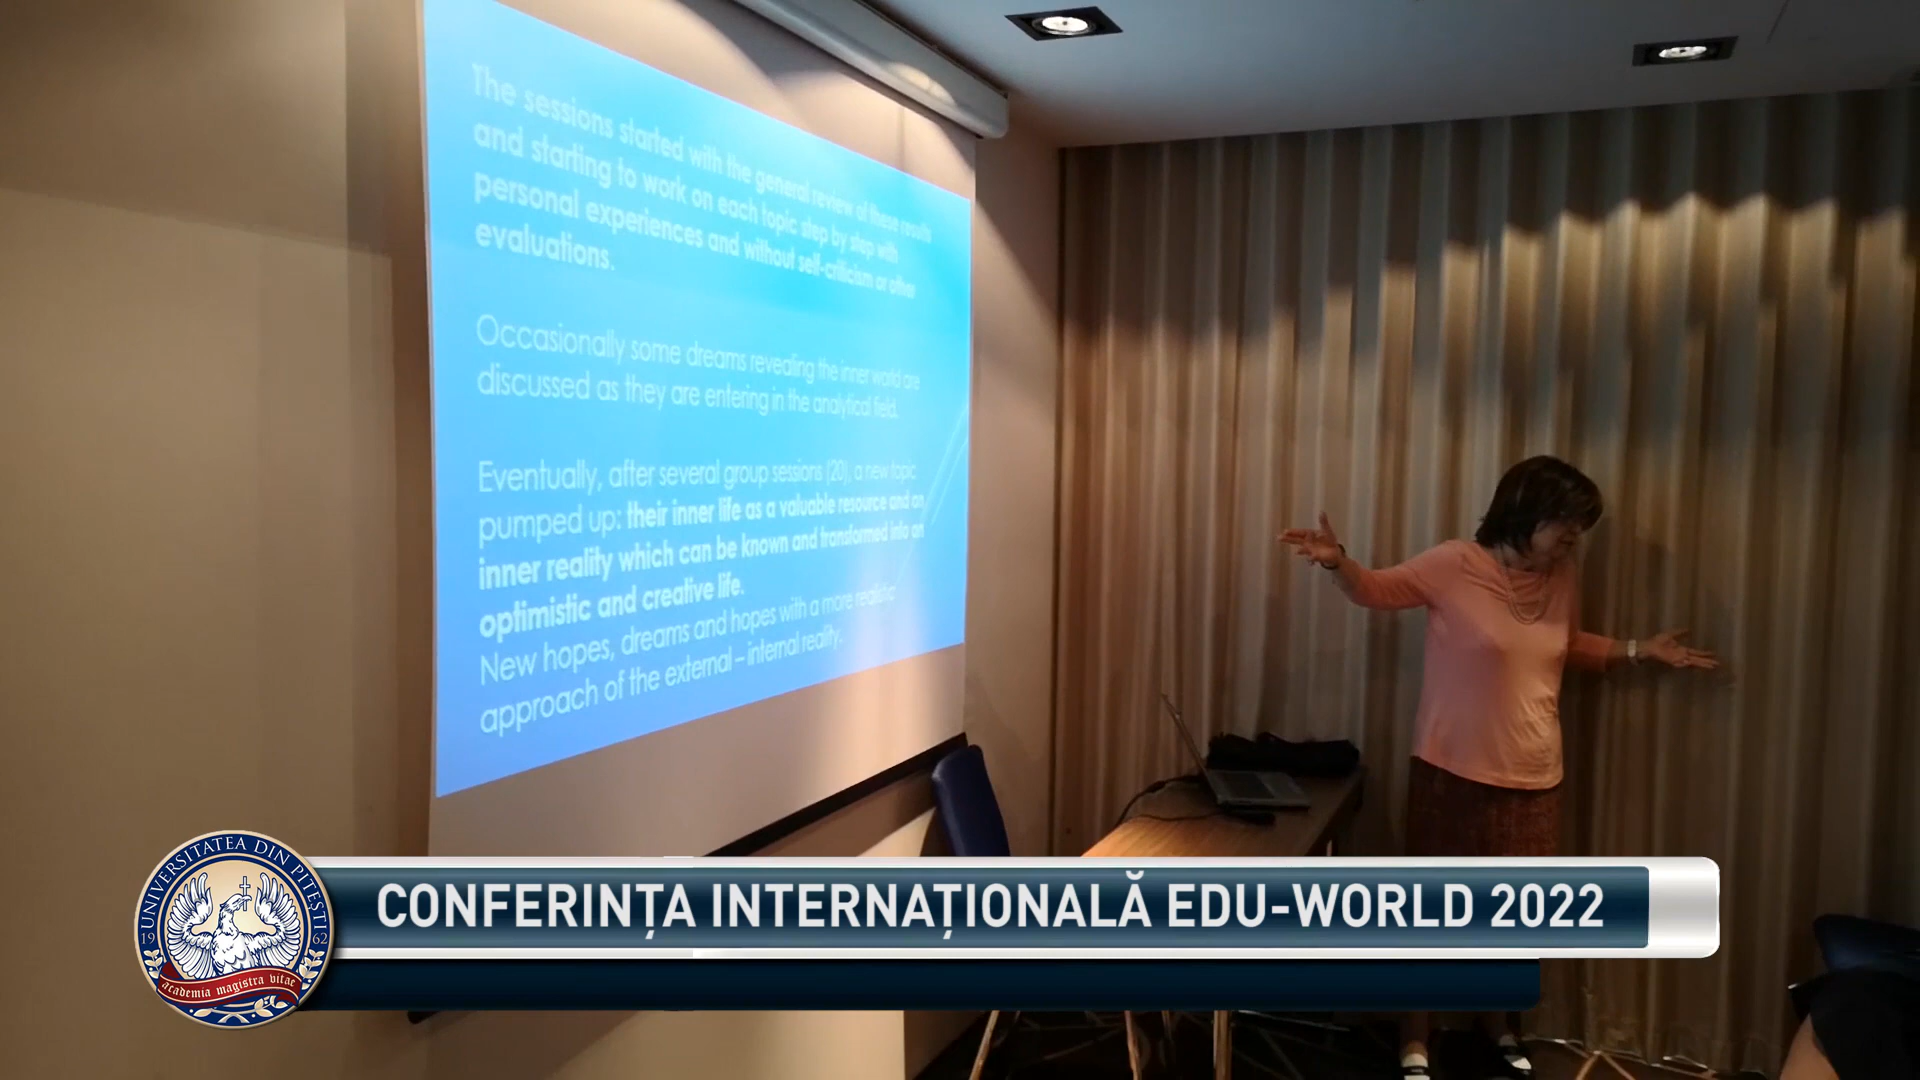 The sessions started with the general review of these results
and starting to work on each topic step by step with
personal experiences and without self-criticism or other
evaluations.
Occasionally some dreams revealing the inner world are
discussed as they are entering in the analytical field.
Eventually, after several group sessions (20), a new topic
pumped up: their inner life as a valuable resource and an
inner reality which can be known and transformed into an
optimistic and creative life.
New hopes, dreams and hopes with a more realistic
approach of the external – internal reality.
UNIVERSITATEA DIN PITEȘTI
19 62
academia magistra vitae
CONFERINȚA INTERNAȚIONALĂ EDU-WORLD 2022